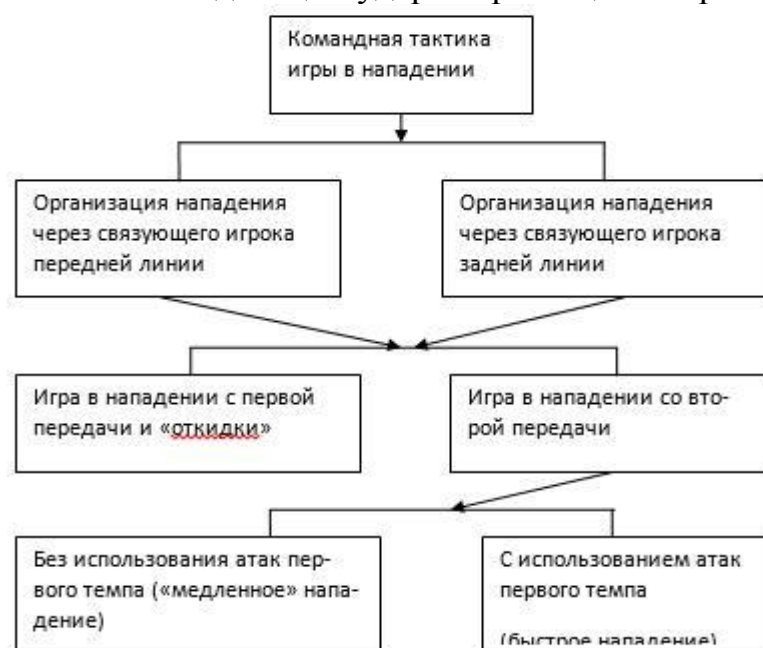 Командная тактика
игры в нападении
Организация нападения
через связующего игрока
передней линии
Организация нападения
через связующего игрока
задней линии
Игра в нападении с первой
передачи и «откидки»
Игра в нападении со вто-
рой передачи
Без использования атак пер-
вого темпа («медленное» напа-
дение)
С использованием атак
первого темпа
(быстрое нападение)